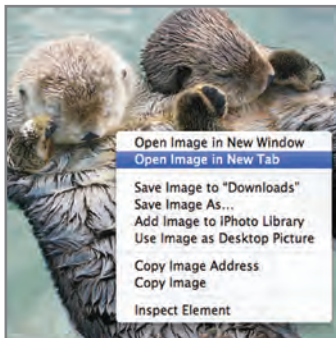 Open Image in New Window
Open Image in New Tab
Save Image to "Downloads"
Save Image As...
Add Image to iPhoto Library
Use Image as Desktop Picture
Copy Image Address
Copy Image
Inspect Element